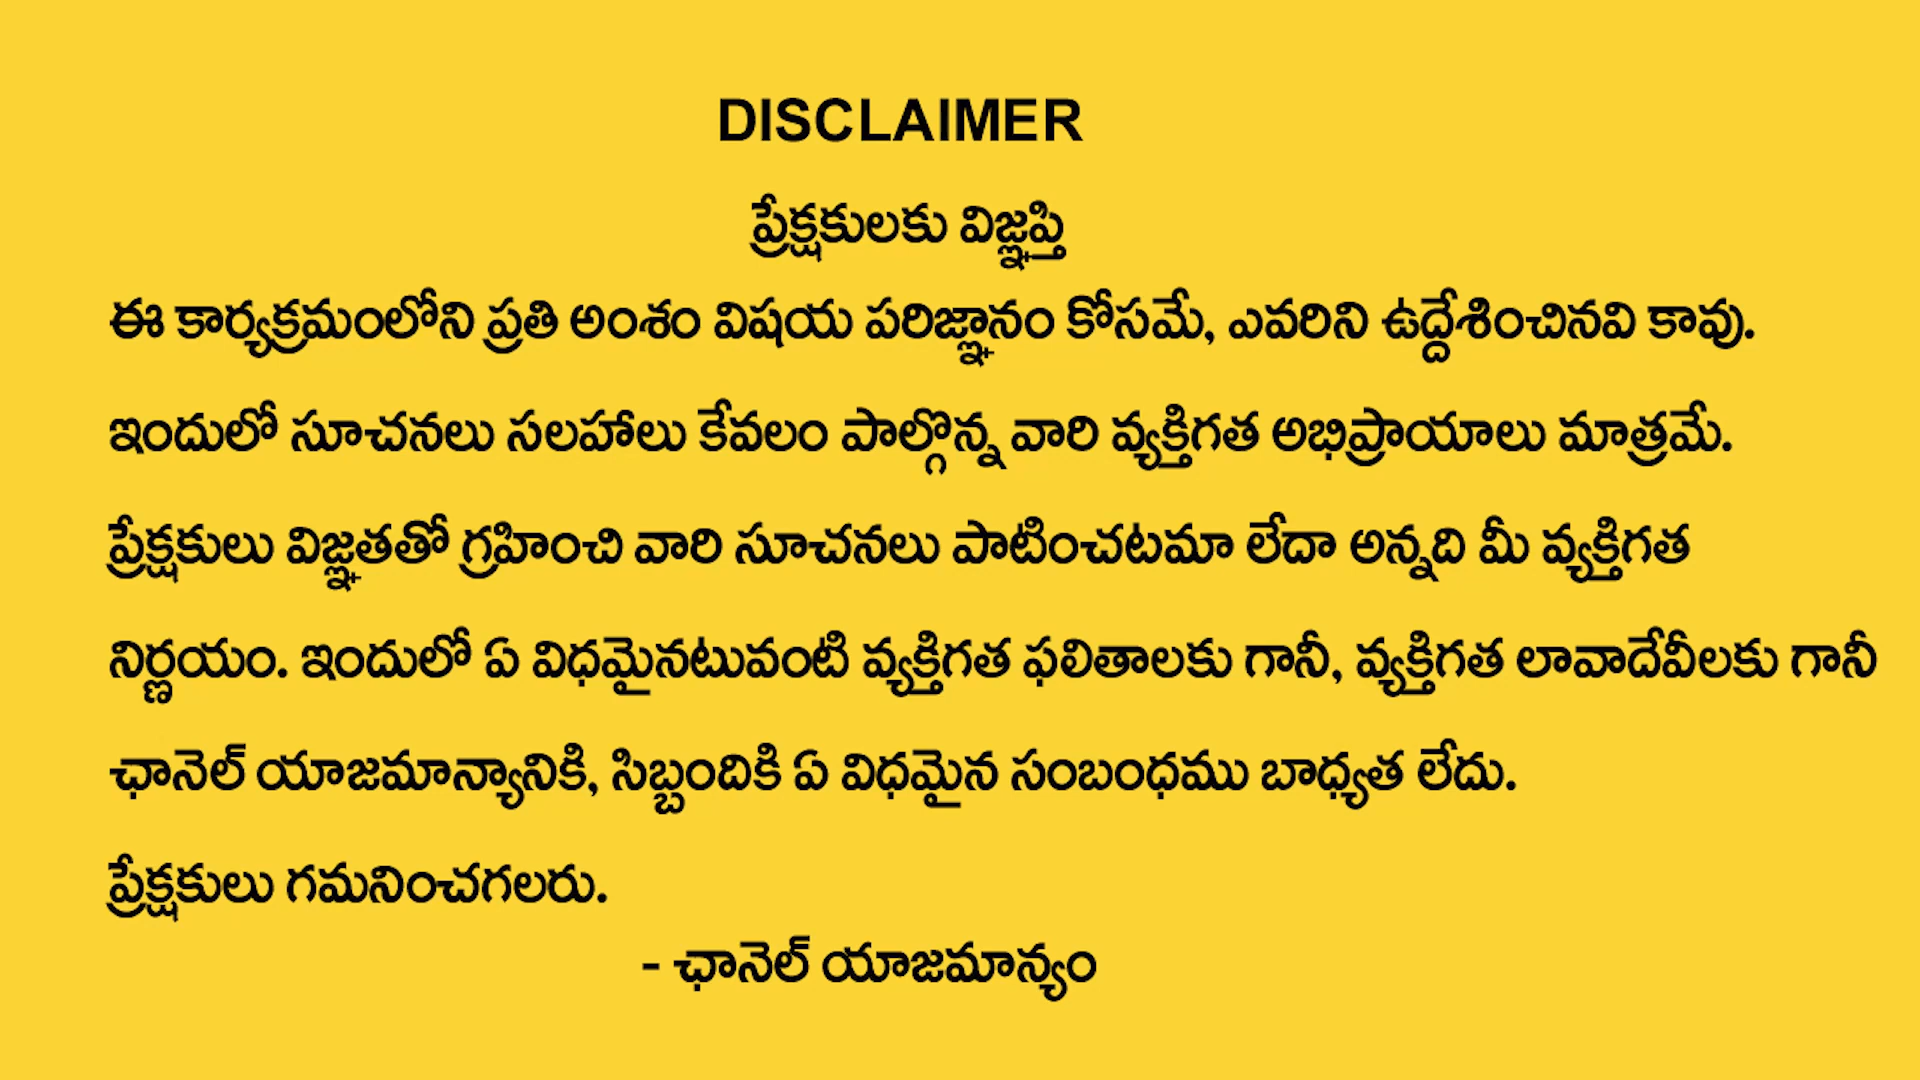 DISCLAIMER
ప్రేక్షకులకు విజ్ఞప్తి
ఈ కార్యక్రమంలోని ప్రతి అంశం విషయ పరిజ్ఞానం కోసమే, ఎవరిని ఉద్దేశించినవి కావు.
ఇందులో సూచనలు సలహాలు కేవలం పాల్గొన్న వారి వ్యక్తిగత అభిప్రాయాలు మాత్రమే.
ప్రేక్షకులు విజ్ఞతతో గ్రహించి వారి సూచనలు పాటించటమా లేదా అన్నది మీ వ్యక్తిగత
నిర్ణయం. ఇందులో ఏ విధమైనటువంటి వ్యక్తిగత ఫలితాలకు గానీ, వ్యక్తిగత లావాదేవీలకు గానీ
ఛానెల్ యాజమాన్యానికి, సిబ్బందికి ఏ విధమైన సంబంధము బాధ్యత లేదు.
ప్రేక్షకులు గమనించగలరు.
- ఛానెల్ యాజమాన్యం